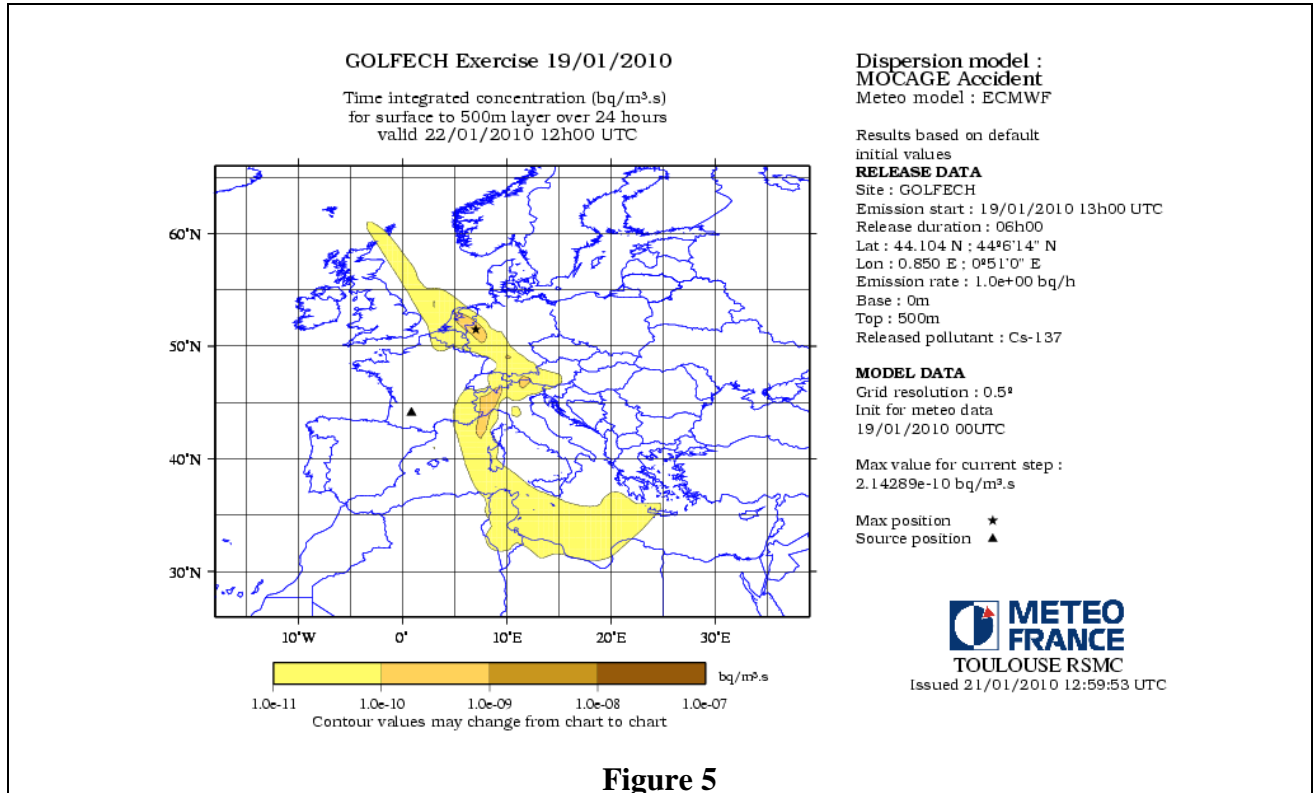 GOLFECH Exercise 19/01/2010
Time integrated concentration (bq/m³.s)
for surface to 500m layer over 24 hours
valid 22/01/2010 12h00 UTC
60°N
50°N
40°N
30°N
10°W
0°
10°E
20°E
30°E
bq/m³.s
1.0e-11
1.0e-10
1.0e-09
1.0e-08
1.0e-07
Contour values may change from chart to chart
Dispersion model :
MOCAGE Accident
Meteo model : ECMWF
Results based on default
initial values
RELEASE DATA
Site : GOLFECH
Emission start : 19/01/2010 13h00 UTC
Release duration : 06h00
Lat : 44.104 N ; 44º6'14" N
Lon : 0.850 E ; 0º51'0" E
Emission rate : 1.0e+00 bq/h
Base : 0m
Top : 500m
Released pollutant : Cs-137
MODEL DATA
Grid resolution : 0.5º
Init for meteo data
19/01/2010 00UTC
Max value for current step :
2.14289e-10 bq/m³.s
Max position ★
Source position ▲
METEO
FRANCE
TOULOUSE RSMC
Issued 21/01/2010 12:59:53 UTC
Figure 5